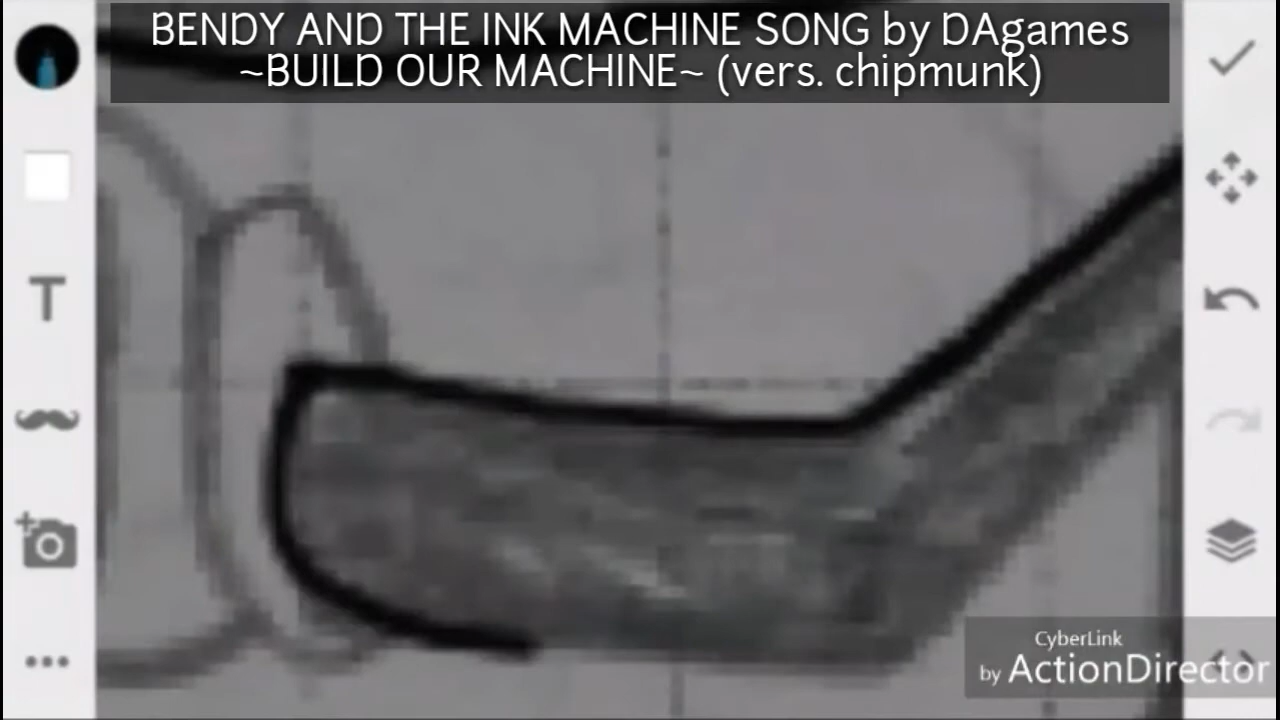 BENDY AND THE INK MACHINE SONG by DAgames
~BUILD OUR MACHINE~ (vers. chipmunk)
T
CyberLink
by ActionDirector